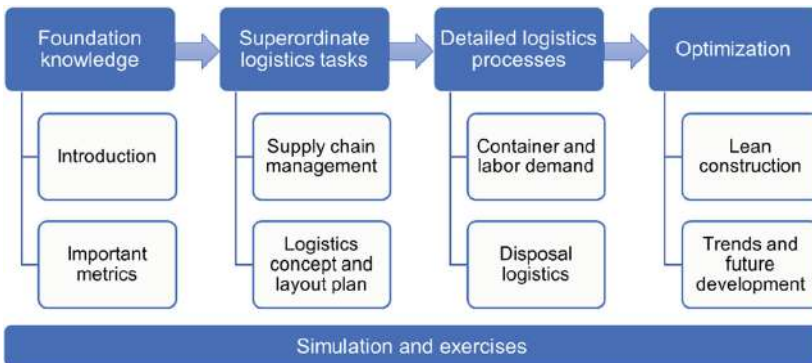 Foundation
knowledge
Superordinate
logistics tasks
Detailed logistics
processes
Optimization
Introduction
Supply chain
management
Container and
labor demand
Lean
construction
Important
metrics
Logistics
concept and
layout plan
Disposal
logistics
Trends and
future
development
Simulation and exercises